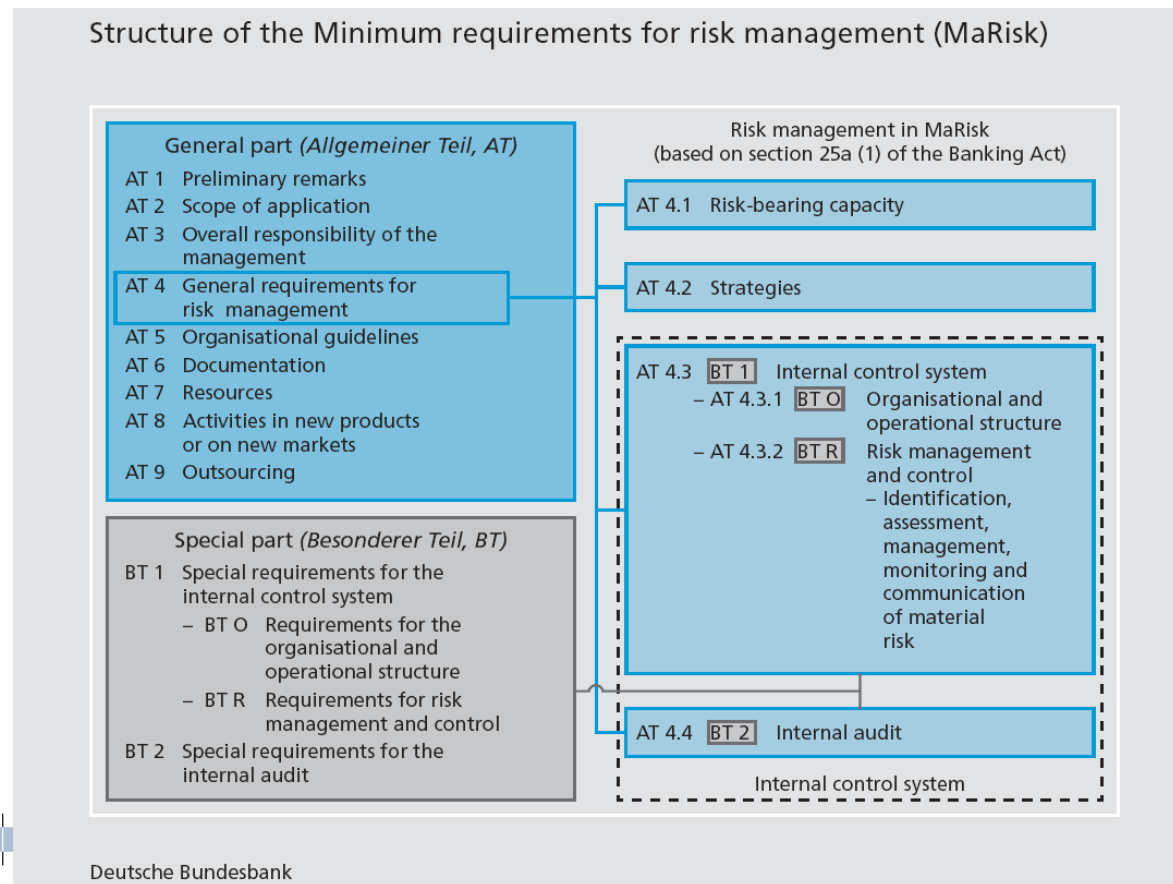 Structure of the Minimum requirements for risk management (MaRisk)
General part (Allgemeiner Teil, AT)
AT 1 Preliminary remarks
AT 2 Scope of application
AT 3 Overall responsibility of the
management
AT 4 General requirements for
risk management
AT 5 Organisational guidelines
AT 6 Documentation
AT 7 Resources
AT 8 Activities in new products
or on new markets
AT 9 Outsourcing
Special part (Besonderer Teil, BT)
BT 1 Special requirements for the
internal control system
– BT O Requirements for the
organisational and
operational structure
– BT R Requirements for risk
management and control
BT 2 Special requirements for the
internal audit
Risk management in MaRisk
(based on section 25a (1) of the Banking Act)
AT 4.1 Risk-bearing capacity
AT 4.2 Strategies
AT 4.3 BT 1 Internal control system
– AT 4.3.1 BT O Organisational and
operational structure
– AT 4.3.2 BT R Risk management
and control
– Identification,
assessment,
management,
monitoring and
communication
of material
risk
AT 4.4 BT 2 Internal audit
Internal control system
Deutsche Bundesbank